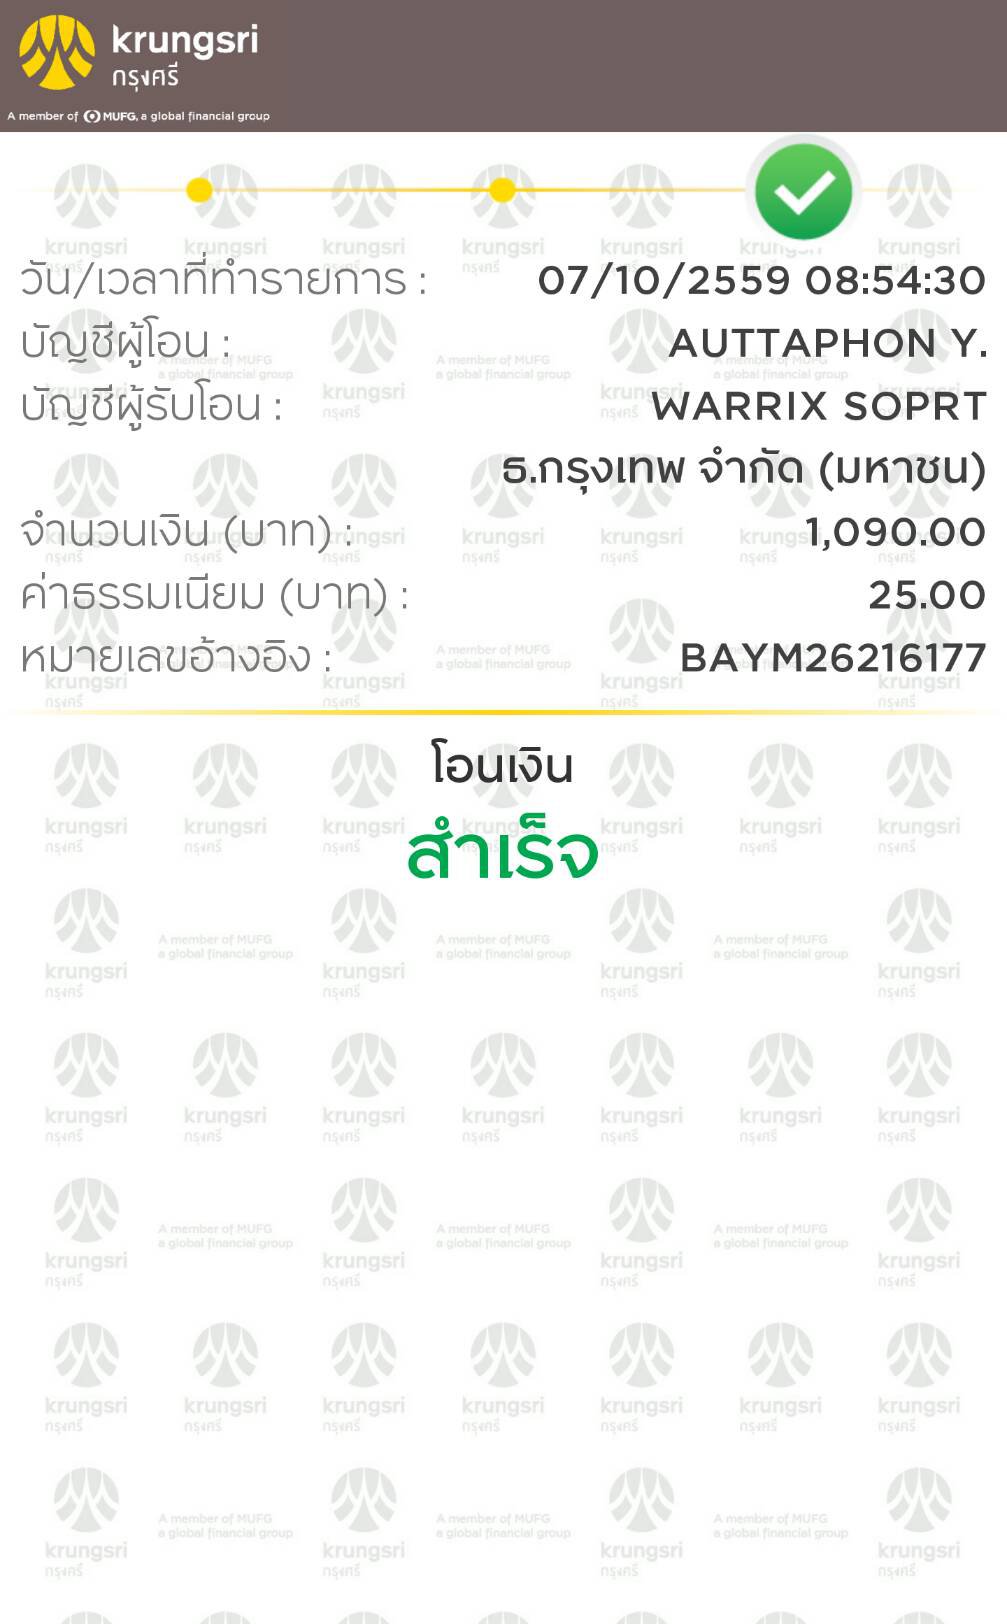 krungsri
กรุงศรี
A member of MUFG, a global financial group
วัน/เวลาที่ทำรายการ : 07/10/2559 08:54:30
บัญชีผู้โอน : AUTTAPHON Y.
บัญชีผู้รับโอน : WARRIX SOPRT
ธ.กรุงเทพ จำกัด (มหาชน)
จำนวนเงิน (บาท) : 1,090.00
ค่าธรรมเนียม (บาท) : 25.00
หมายเลขอ้างอิง : BAYM26216177
โอนเงิน
สำเร็จ